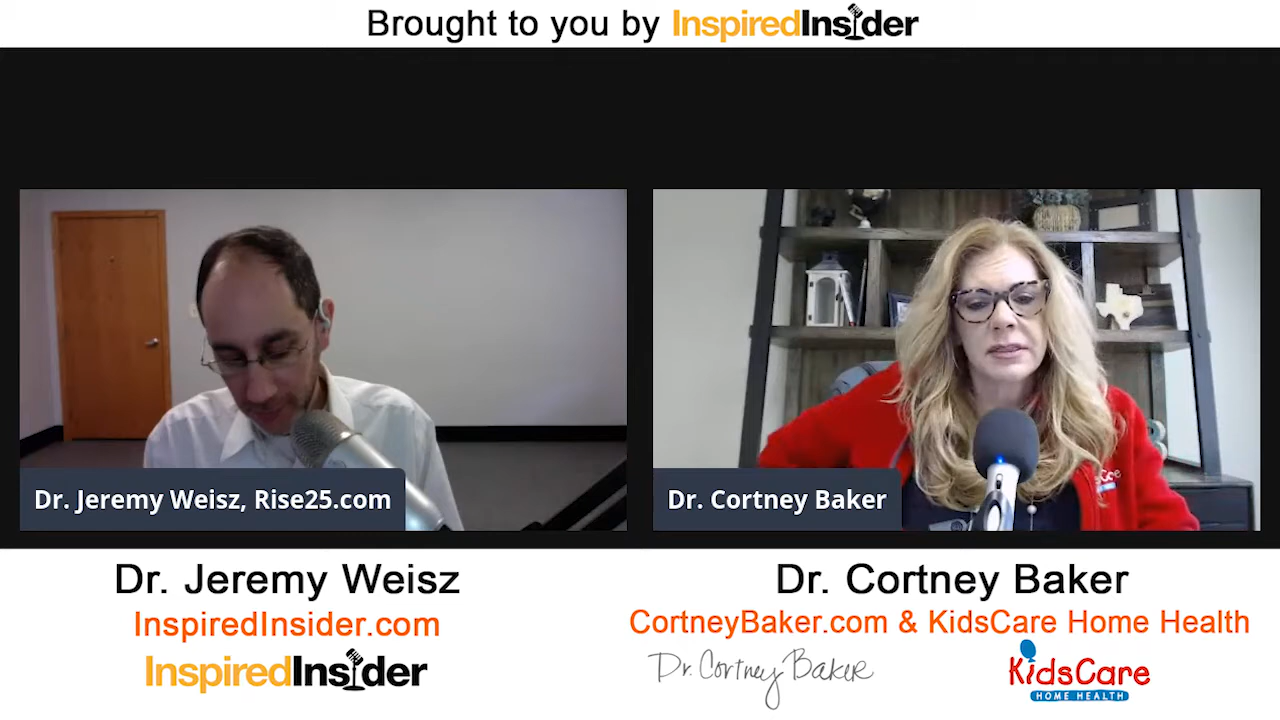 Brought to you by InspiredInsider
Dr. Jeremy Weisz, Rise25.com
Dr. Cortney Baker
Dr. Jeremy Weisz
InspiredInsider.com
InspiredInsider
Dr. Cortney Baker
CortneyBaker.com & KidsCare Home Health
Dr. Cortney Baker
KidsCare
HOME HEALTH